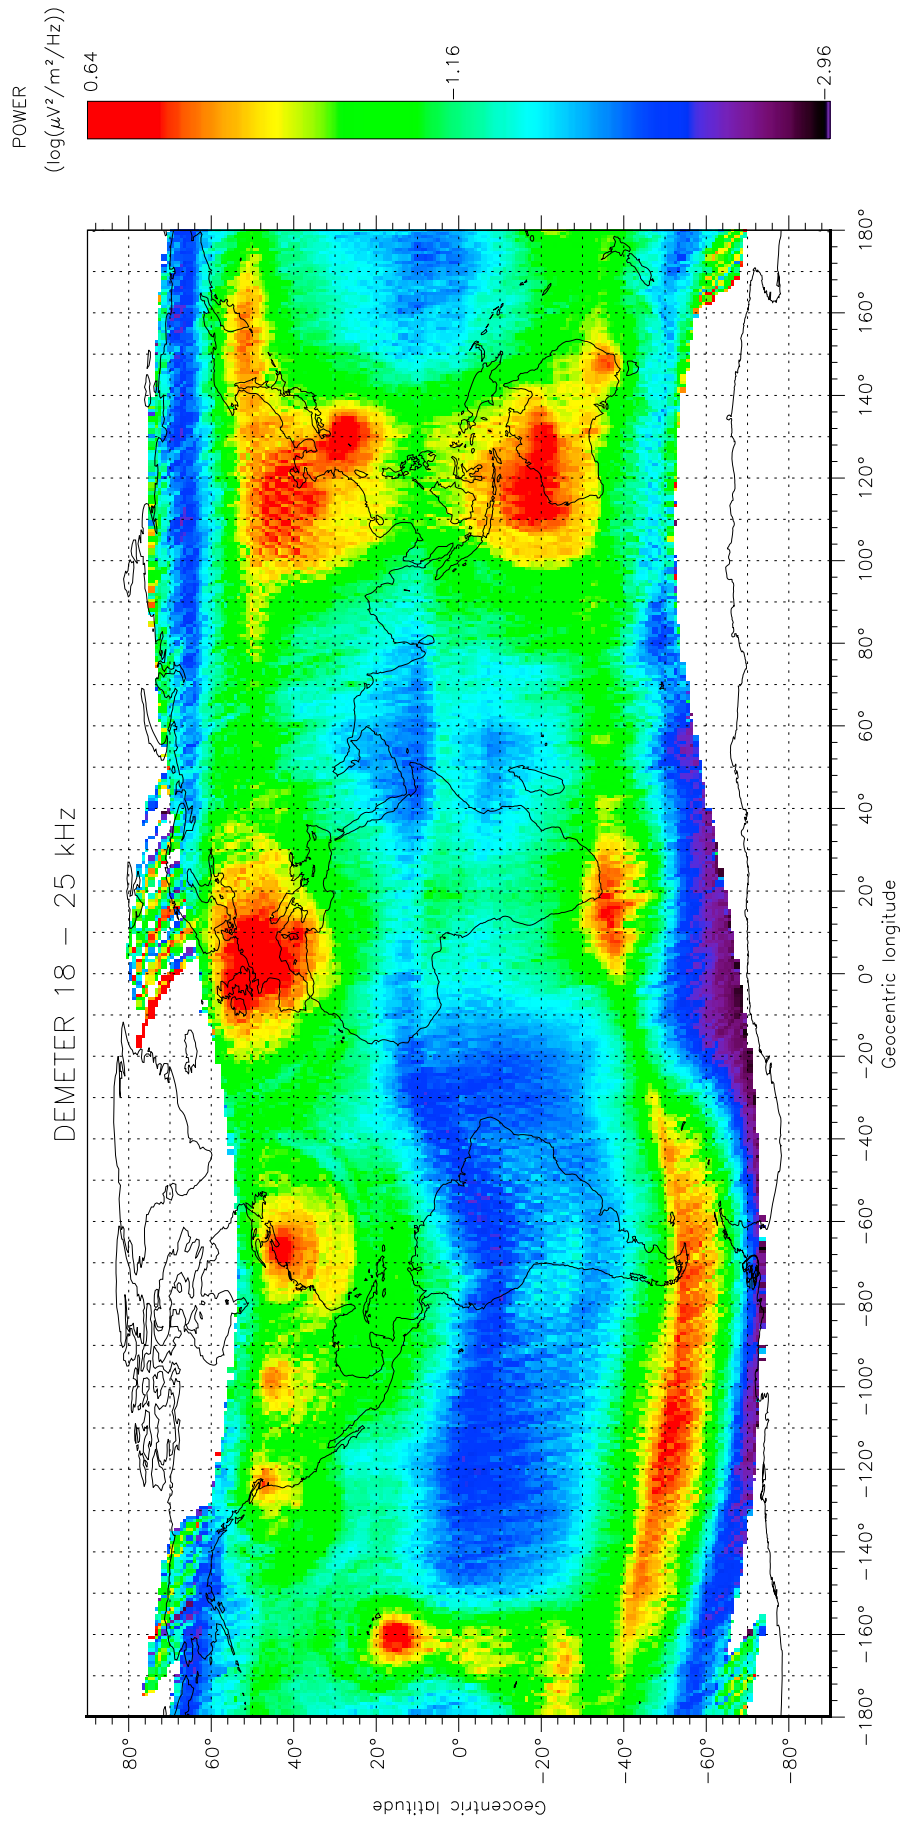 DEMETER 18 – 25 kHz
POWER
(log(μV²/m²/Hz))
0.64
−1.16
−2.96
80°
60°
40°
20°
0°
−20°
−40°
−60°
−80°
Geocentric latitude
−180° −160° −140° −120° −100° −80° −60° −40° −20° 0° 20° 40° 60° 80° 100° 120° 140° 160° 180°
Geocentric longitude